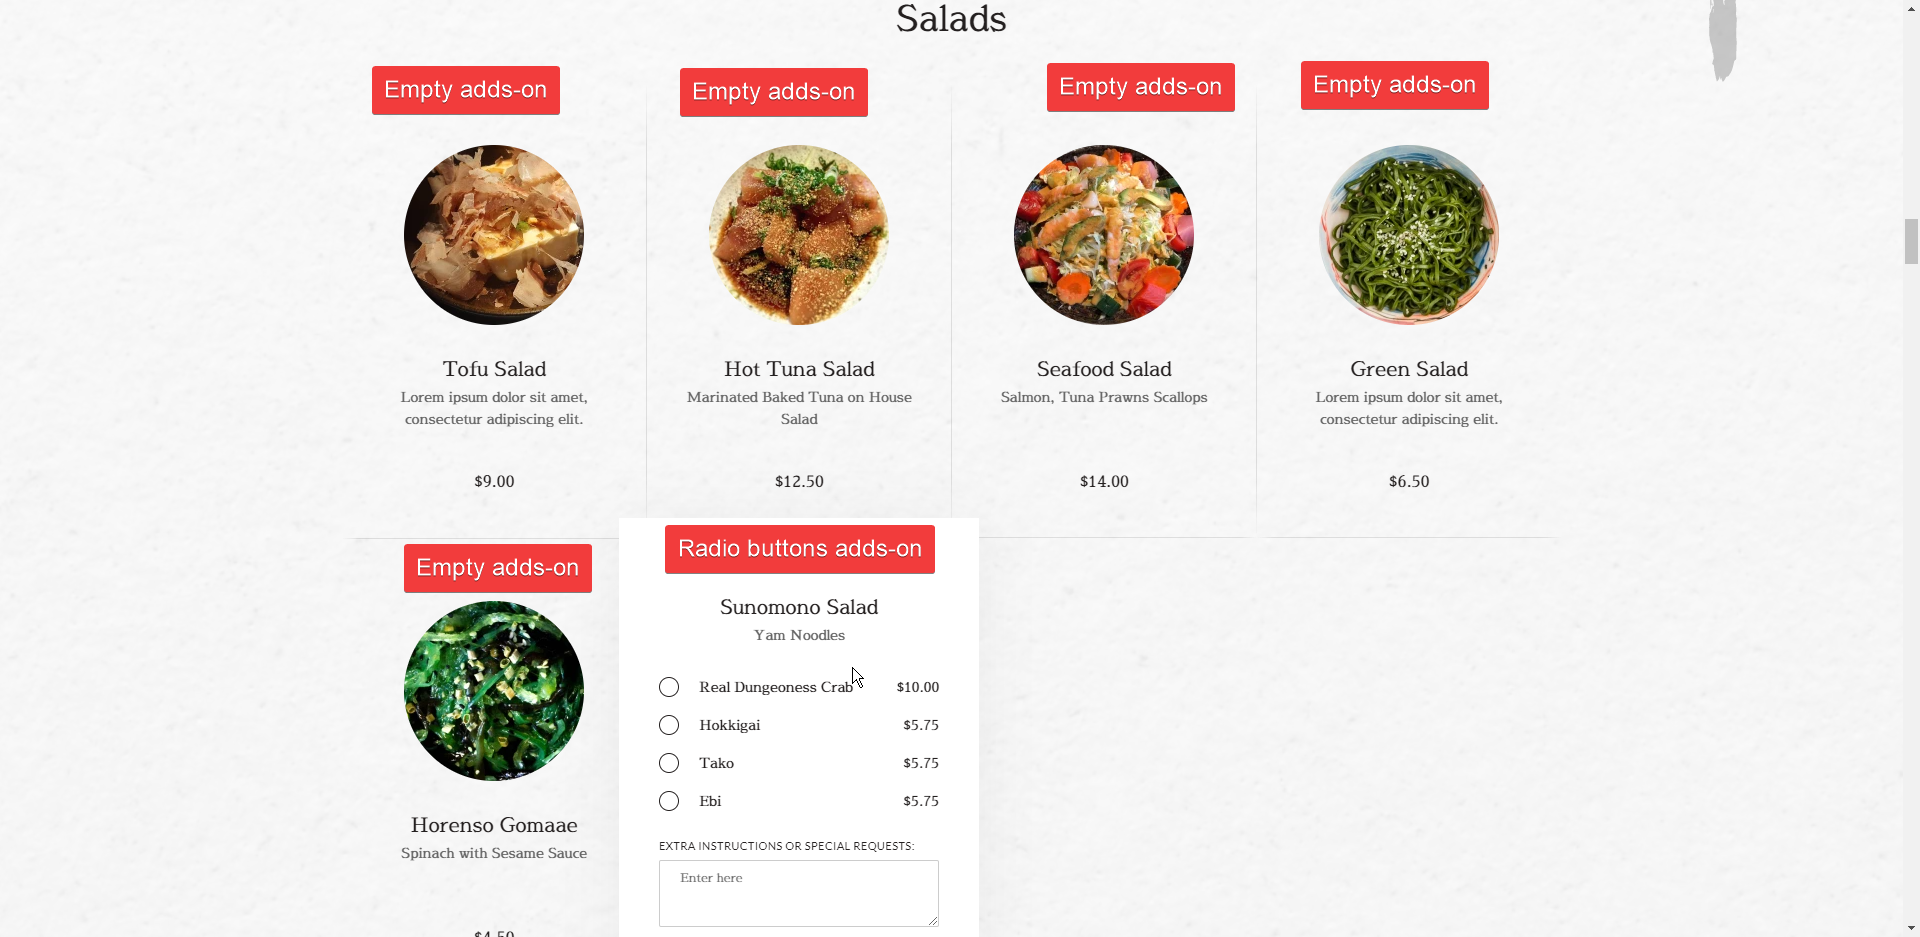 Salads
Empty adds-on
Empty adds-on
Empty adds-on
Empty adds-on
Tofu Salad
Lorem ipsum dolor sit amet,
consectetur adipiscing elit.
$9.00
Hot Tuna Salad
Marinated Baked Tuna on House
Salad
$12.50
Seafood Salad
Salmon, Tuna Prawns Scallops
$14.00
Green Salad
Lorem ipsum dolor sit amet,
consectetur adipiscing elit.
$6.50
Empty adds-on
Horenso Gomaae
Spinach with Sesame Sauce
$4.50
Radio buttons adds-on
Sunomono Salad
Yam Noodles
Real Dungeoness Crab $10.00
Hokkigai $5.75
Tako $5.75
Ebi $5.75
EXTRA INSTRUCTIONS OR SPECIAL REQUESTS:
Enter here